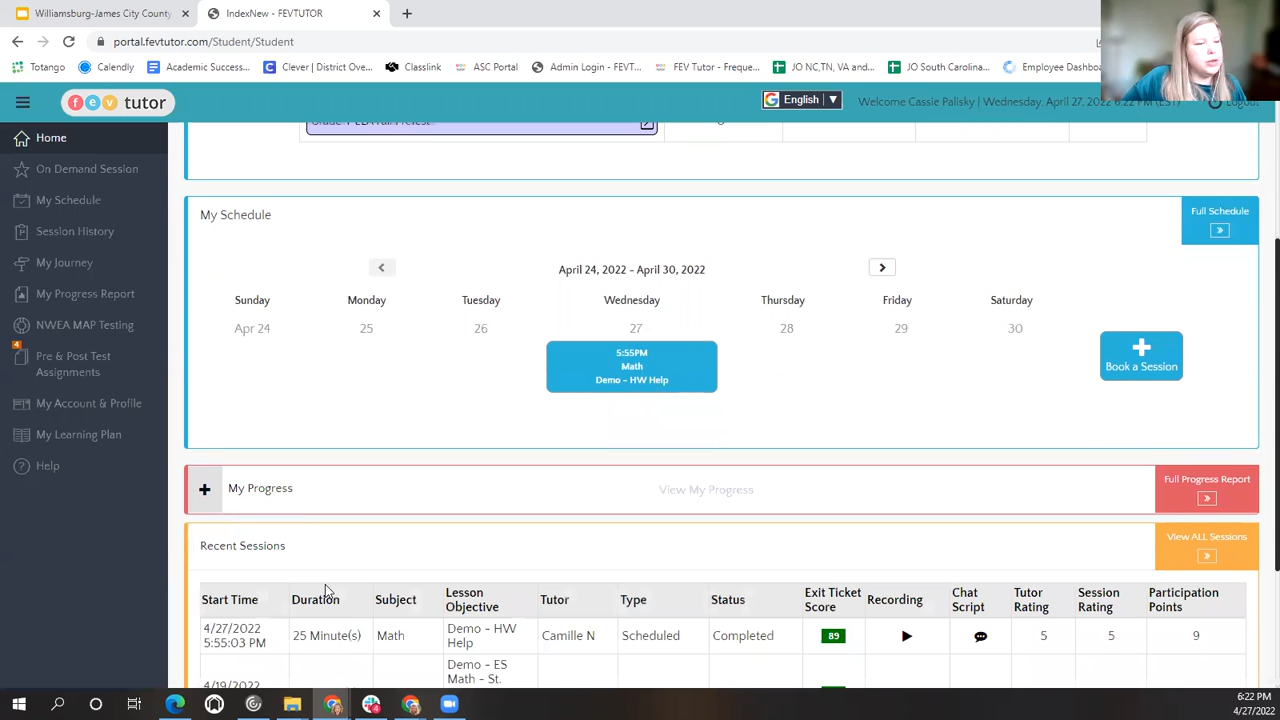 Williamsburg-James City County
IndexNew - FEVTUTOR
portal.fevtutor.com/Student/Student
Totango
Calendly
Academic Success...
Clever | District Ove...
Classlink
ASC Portal
Admin Login - FEVT...
FEV Tutor - Freque...
JO NC,TN, VA and...
JO South Carolina...
Employee Dashbo
fev tutor
English
Welcome Cassie Palisky | Wednesday, April 27, 2022 6:22 PM (EST)
Logout
Home
On Demand Session
My Schedule
Session History
My Journey
My Progress Report
NWEA MAP Testing
4
Pre & Post Test
Assignments
My Account & Profile
My Learning Plan
Help
My Schedule
Full Schedule
April 24, 2022 - April 30, 2022
Sunday Monday Tuesday Wednesday Thursday Friday Saturday
Apr 24 25 26 27 28 29 30
5:55PM
Math
Demo - HW Help
Book a Session
My Progress
View My Progress
Full Progress Report
Recent Sessions
View ALL Sessions
Start Time Duration Subject Lesson Objective Tutor Type Status Exit Ticket Score Recording Chat Script Tutor Rating Session Rating Participation Points
4/27/2022 5:55:03 PM 25 Minute(s) Math Demo - HW Help Camille N Scheduled Completed 89 5 5 9
4/19/2022 Demo - ES Math - St.
6:22 PM
4/27/2022